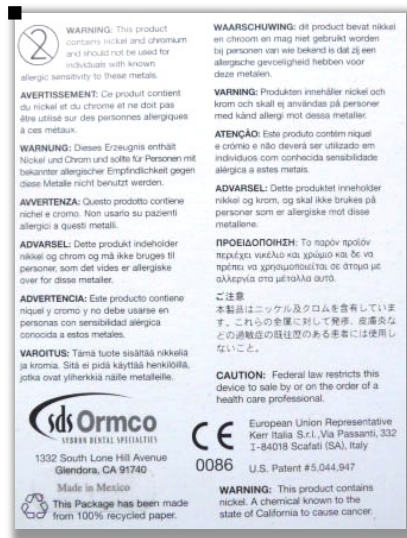 2
WARNING: This product
contains nickel and chromium
and should not be used for
individuals with known
allergic sensitivity to these metals.
AVERTISSEMENT: Ce produit contient
du nickel et du chrome et ne doit pas
être utilisé sur des personnes allergiques
à ces métaux.
WARNUNG: Dieses Erzeugnis enthält
Nickel und Chrom und sollte für Personen mit
bekannter allergischer Empfindlichkeit gegen
diese Metalle nicht benutzt werden.
AVVERTENZA: Questo prodotto contiene
nichel e cromo. Non usario su pazienti
allergici a questi metalli.
ADVARSEL: Dette produkt indeholder
nikkel og chrom og må ikke bruges til
personer, som det vides er allergiske
over for disse metaller.
ADVERTENCIA: Este producto contiene
niquel y cromo y no debe usarse en
personas con sensibilidad alérgica
conocida a estos metales.
VAROITUS: Tämä tuote sisältää nikkeliä
ja kromia. Sitä ei pidä käyttää henkilöillä,
jotka ovat yliherkkiä näille metalleille.
sds Ormco
SYBRON DENTAL SPECIALTIES
1332 South Lone Hill Avenue
Glendora, CA 91740
Made in Mexico
This Package has been made
from 100% recycled paper.
WAARSCHUWING: dit product bevat nikkel
en chroom en mag niet gebruikt worden
bij personen van wie bekend is dat zij een
allergische gevoeligheid hebben voor
deze metalen.
VARNING: Produkten innehåller nickel och
krom och skall ej användas på personer
med känd allergi mot dessa metaller.
ATENÇÃO: Este produto contém niquel
e crómio e não deverá ser utilizado em
individuos com conhecida sensibilidade
alérgica a estes metais.
ADVARSEL: Dette produktet inneholder
nikkel og krom, og skal ikke brukes på
personer som er allergiske mot disse
metallene.
ΠΡΟΕΙΔΟΠΟΙΗΣΗ: Το παρόν προϊόν
περιέχει νικέλιο και χρώμιο και δε να
πρέπει να χρησιμοποιείται σε άτομα με
αλλεργία στα μέταλλα αυτά.
ご注意
本製品はニッケル及クロムを含有していま
す。これらの金属に対して発疹、皮膚炎な
どの過敏症の既往歴のある患者には使用し
ないこと。
CAUTION: Federal law restricts this
device to sale by or on the order of a
health care professional.
CE
0086
European Union Representative
Kerr Italia S.r.l.,Via Passanti, 332
I-84018 Scafati (SA), Italy
U.S. Patent #5,044,947
WARNING: This product contains
nickel. A chemical known to the
state of California to cause cancer.